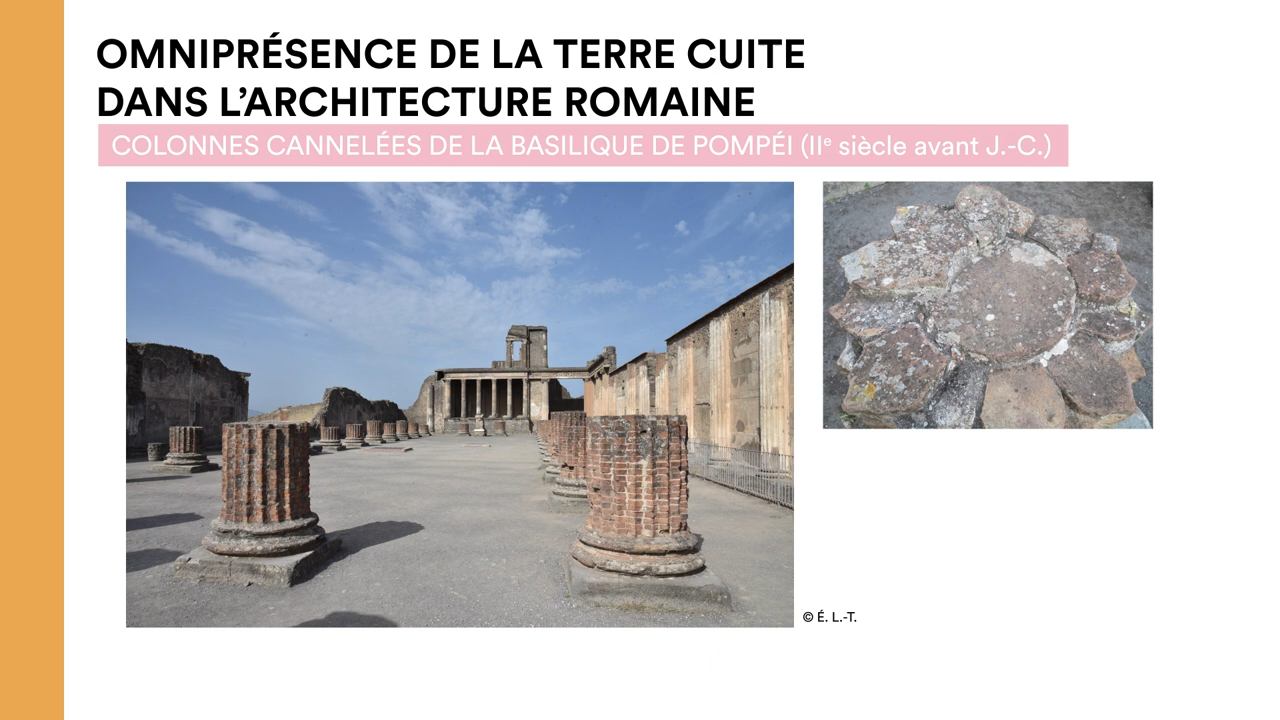 OMNIPRÉSENCE DE LA TERRE CUITE
DANS L’ARCHITECTURE ROMAINE
COLONNES CANNELÉES DE LA BASILIQUE DE POMPÉI (IIᵉ siècle avant J.-C.)
© É. L.-T.